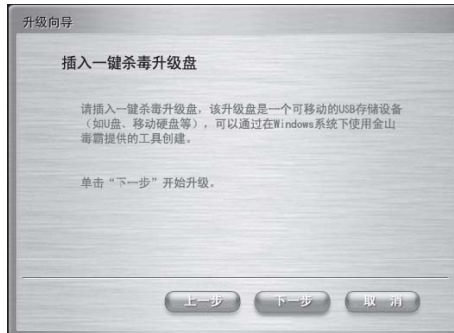 升级向导
插入一键杀毒升级盘
请插入一键杀毒升级盘，该升级盘是一个可移动的USB存储设备
（如U盘、移动硬盘等），可以通过在Windows系统下使用金山
毒霸提供的工具创建。
单击“下一步”开始升级。
上一步 下一步 取 消